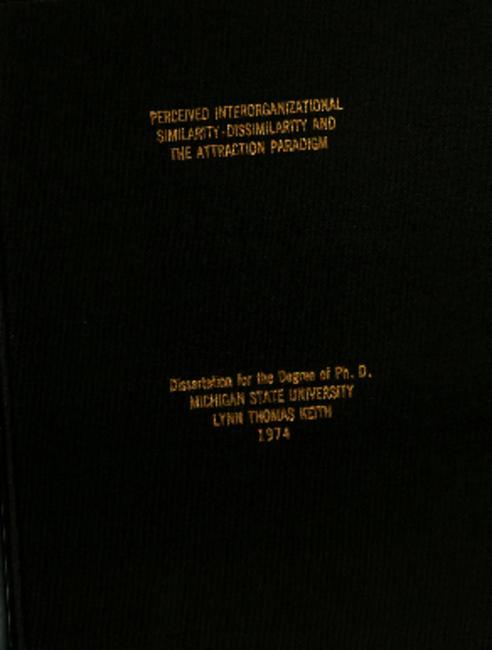 PERCEIVED INTERORGANIZATIONAL
SIMILARITY-DISSIMILARITY AND
THE ATTRACTION PARADIGM
Dissertation for the Degree of Ph. D.
MICHIGAN STATE UNIVERSITY
LYNN THOMAS KEITH
1974